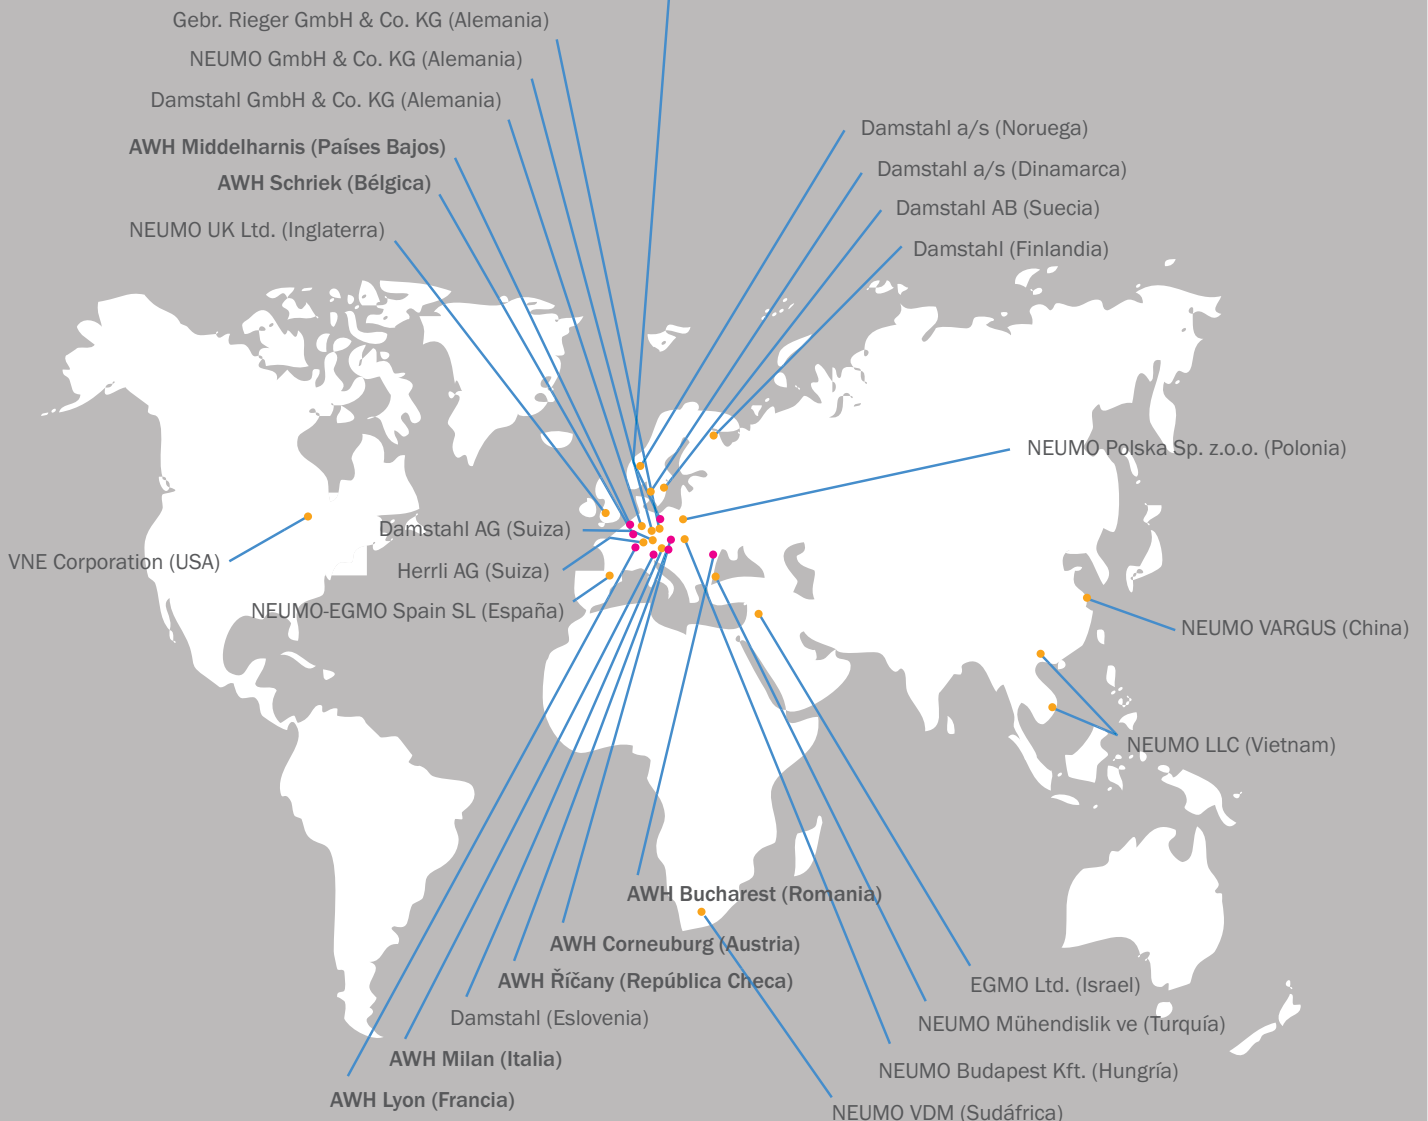 Gebr. Rieger GmbH & Co. KG (Alemania)
NEUMO GmbH & Co. KG (Alemania)
Damstahl GmbH & Co. KG (Alemania)
AWH Middelharnis (Países Bajos)
AWH Schriek (Bélgica)
NEUMO UK Ltd. (Inglaterra)
Damstahl a/s (Noruega)
Damstahl a/s (Dinamarca)
Damstahl AB (Suecia)
Damstahl (Finlandia)
NEUMO Polska Sp. z.o.o. (Polonia)
Damstahl AG (Suiza)
VNE Corporation (USA)
Herrli AG (Suiza)
NEUMO-EGMO Spain SL (España)
NEUMO VARGUS (China)
NEUMO LLC (Vietnam)
AWH Bucharest (Romania)
AWH Corneuburg (Austria)
AWH Říčany (República Checa)
Damstahl (Eslovenia)
AWH Milan (Italia)
AWH Lyon (Francia)
EGMO Ltd. (Israel)
NEUMO Mühendislik ve (Turquía)
NEUMO Budapest Kft. (Hungría)
NEUMO VDM (Sudáfrica)